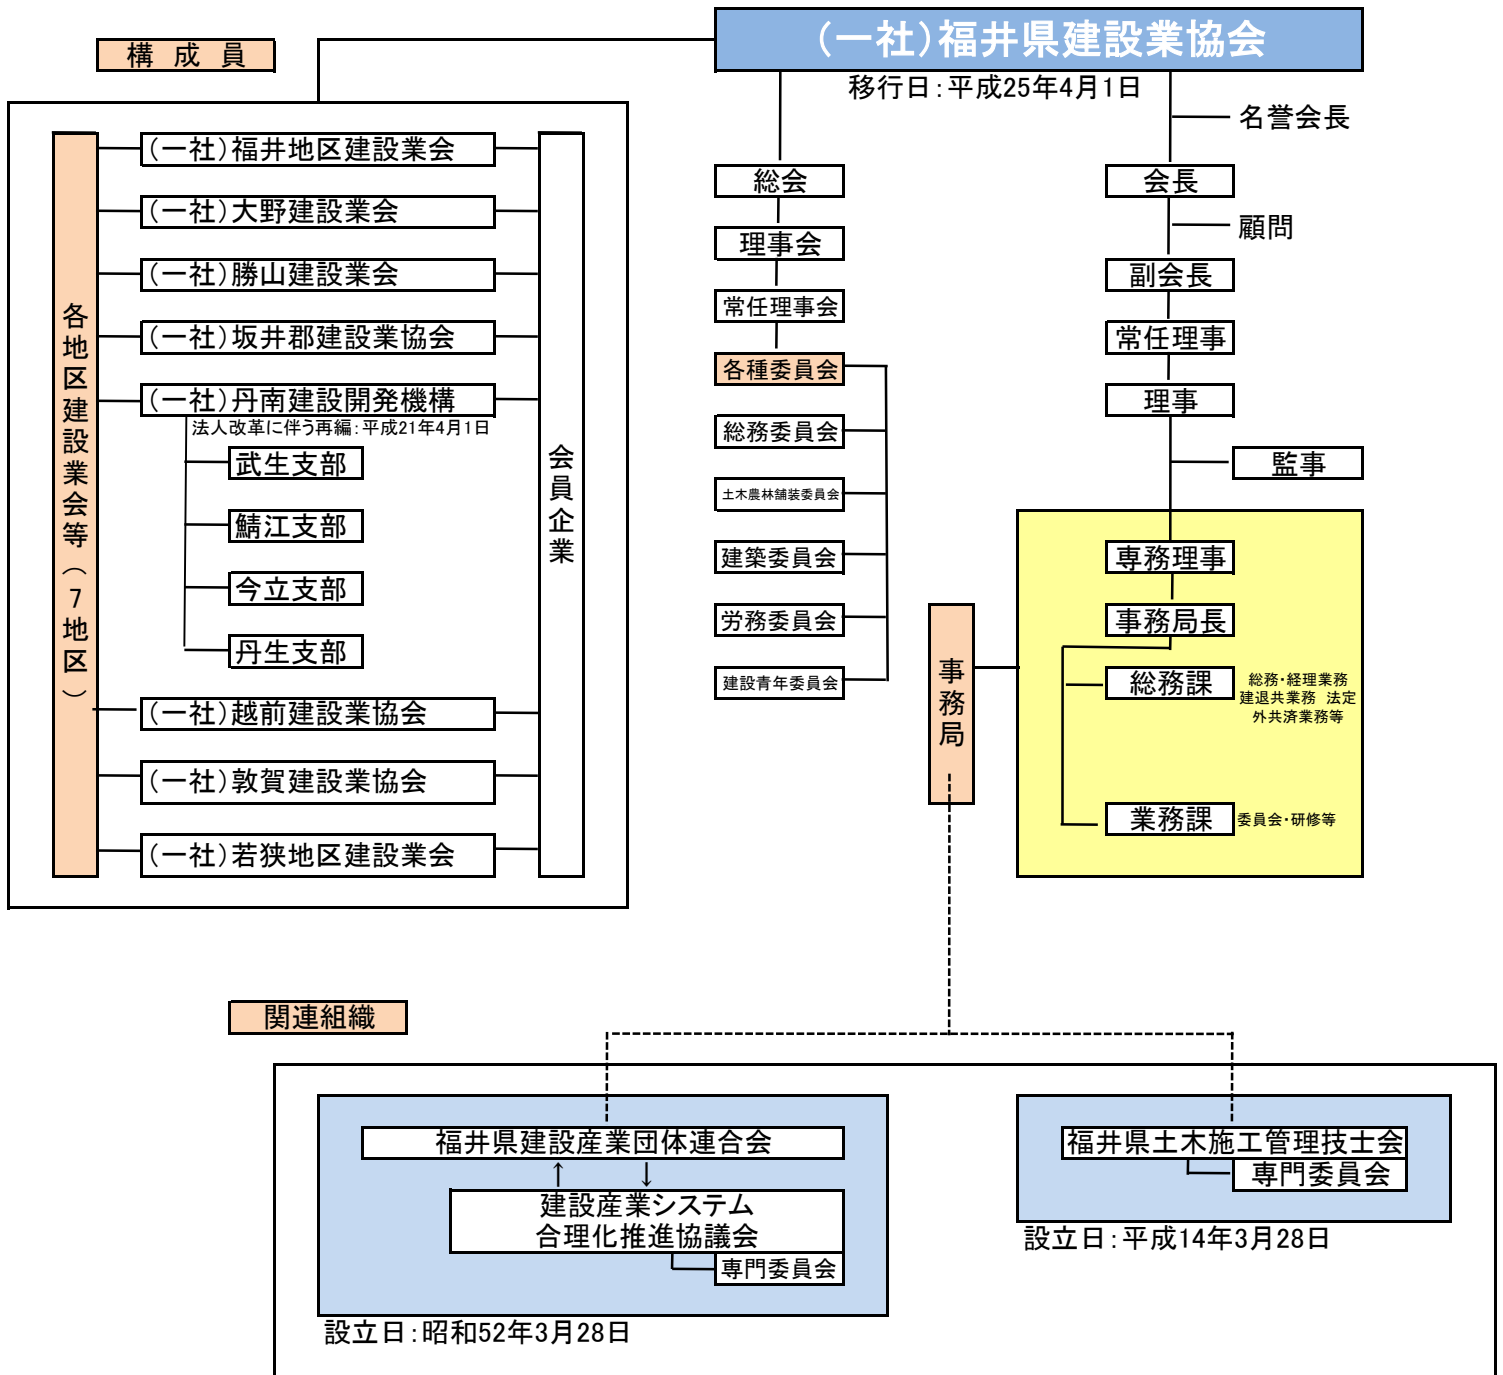 （一社）福井県建設業協会
移行日：平成25年4月1日
構成員
各地区建設業会等（7地区）
（一社）福井地区建設業会
（一社）大野建設業会
（一社）勝山建設業会
（一社）坂井郡建設業協会
（一社）丹南建設開発機構
法人改革に伴う再編：平成21年4月1日
武生支部
鯖江支部
今立支部
丹生支部
（一社）越前建設業協会
（一社）敦賀建設業協会
（一社）若狭地区建設業会
会員企業
総会
理事会
常任理事会
各種委員会
総務委員会
土木農林舗装委員会
建築委員会
労務委員会
建設青年委員会
名誉会長
会長
顧問
副会長
常任理事
理事
監事
事務局
専務理事
事務局長
総務課
総務・経理業務
建退共業務　法定
外共済業務等
業務課
委員会・研修等
関連組織
福井県建設産業団体連合会
↑ ↓
建設産業システム
合理化推進協議会
専門委員会
設立日：昭和52年3月28日
福井県土木施工管理技士会
専門委員会
設立日：平成14年3月28日